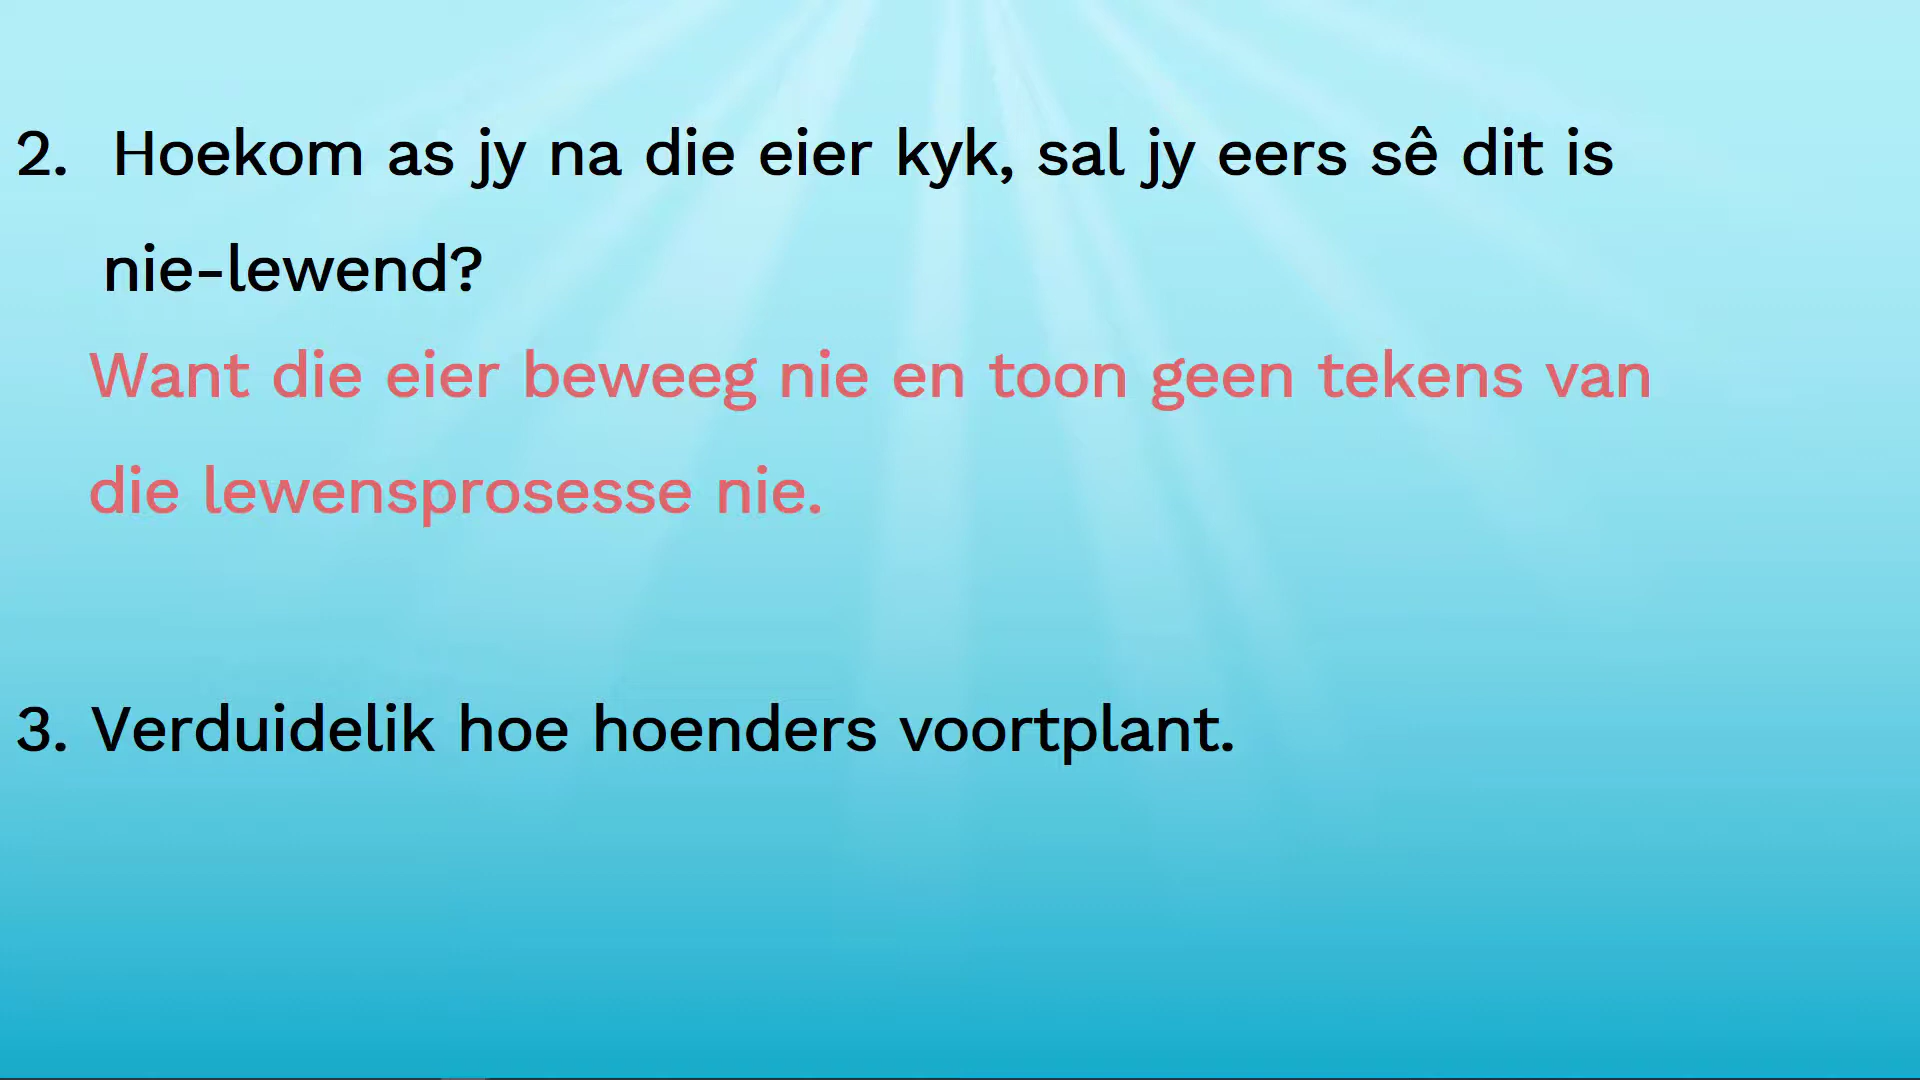 2. Hoekom as jy na die eier kyk, sal jy eers sê dit is
nie-lewend?
Want die eier beweeg nie en toon geen tekens van
die lewensprosesse nie.
3. Verduidelik hoe hoenders voortplant.